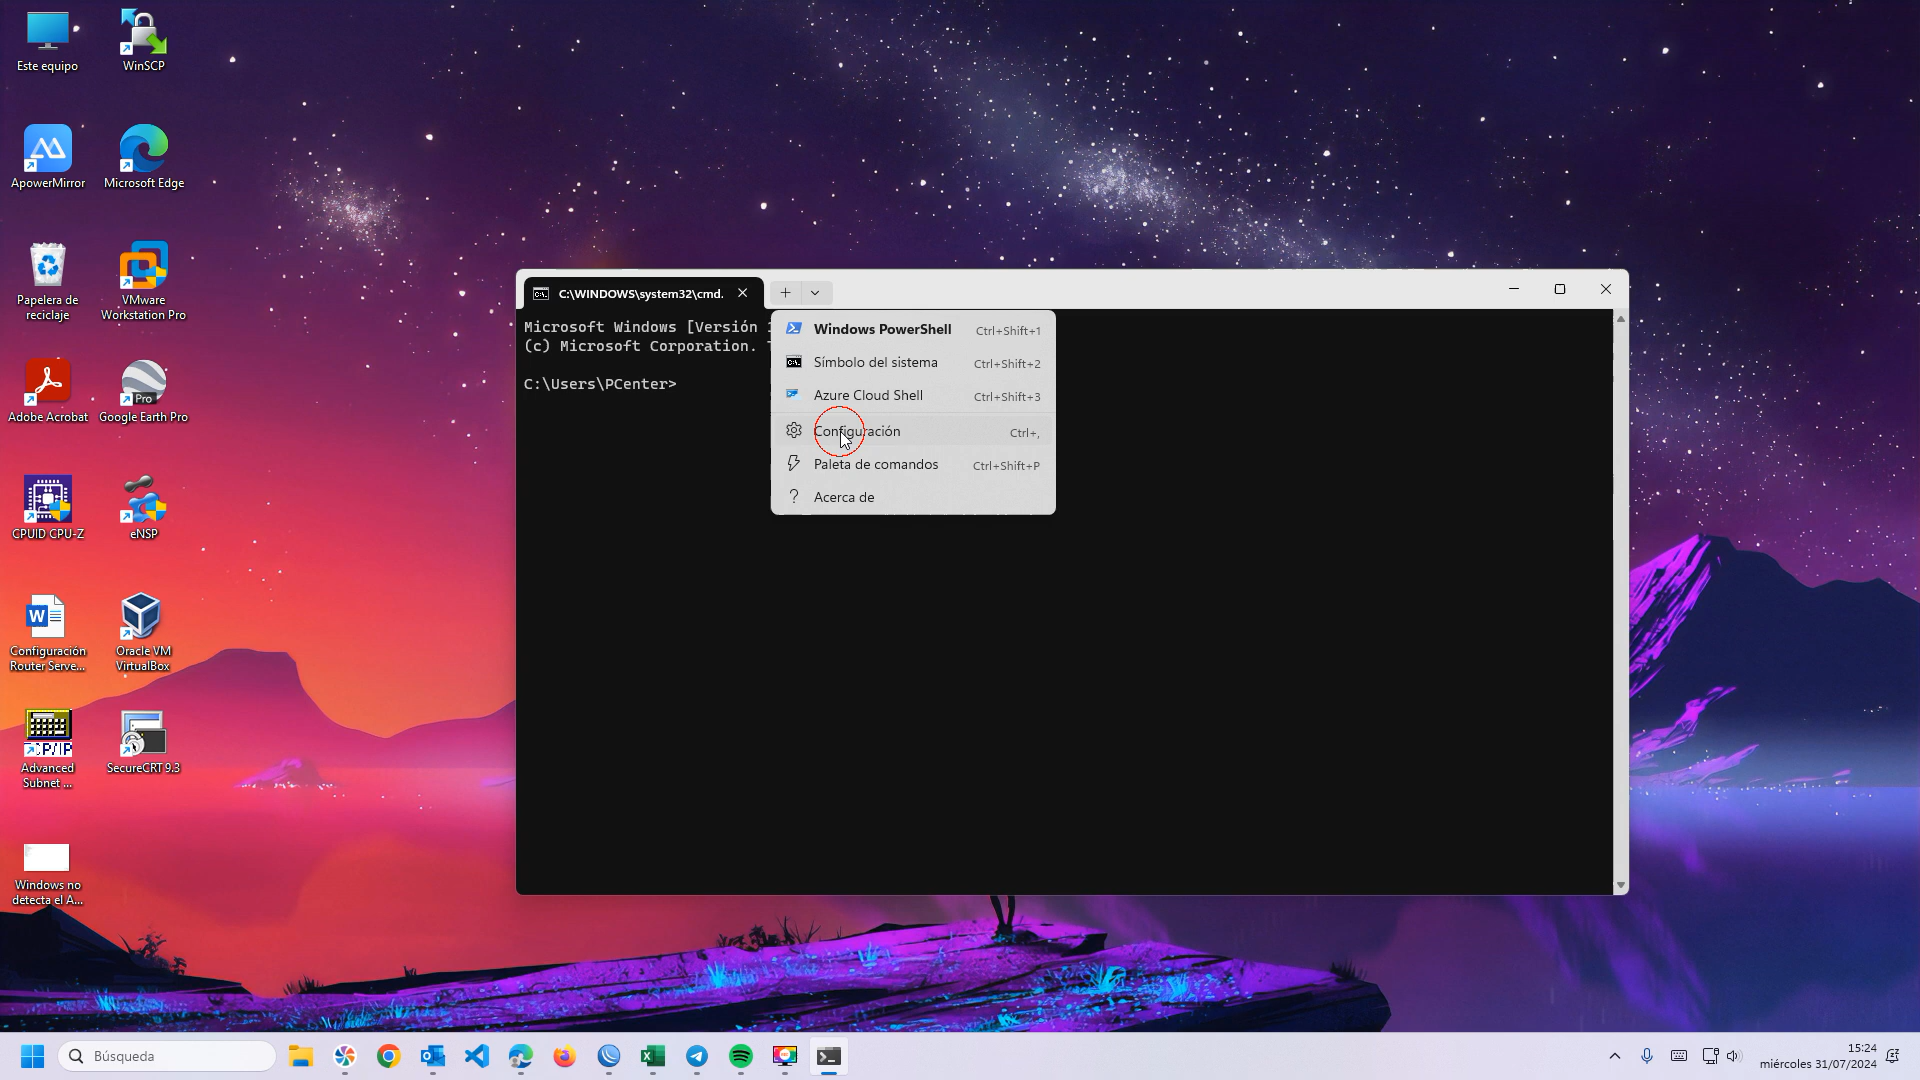 Este equipo
WinSCP
ApowerMirror
Microsoft Edge
Papelera de
reciclaje
VMware
Workstation Pro
Adobe Acrobat
Pro
Google Earth Pro
CPUID CPU-Z
eNSP
Configuración
Router Serve...
Oracle VM
VirtualBox
TCP/IP
Advanced
Subnet ...
SecureCRT 9.3
Windows no
detecta el A...
C:\WINDOWS\system32\cmd.
Microsoft Windows [Versión
(c) Microsoft Corporation.
C:\Users\PCenter>
Windows PowerShell Ctrl+Shift+1
Símbolo del sistema Ctrl+Shift+2
Azure Cloud Shell Ctrl+Shift+3
Configuración Ctrl+,
Paleta de comandos Ctrl+Shift+P
? Acerca de
Búsqueda
15:24
miércoles 31/07/2024